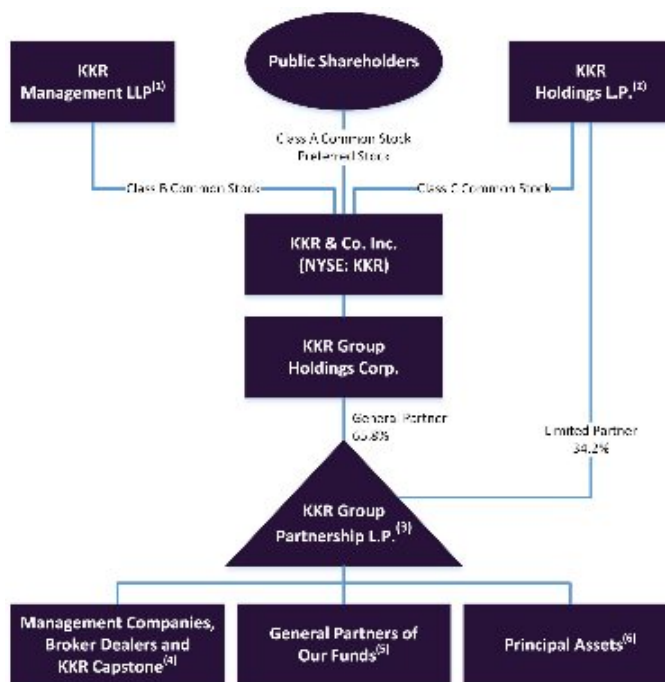 Public Shareholders
KKR
Management LLP(1)
KKR
Holdings L.P.(2)
Class A Common Stock
Preferred Stock
Class B Common Stock
Class C Common Stock
KKR & Co. Inc.
(NYSE: KKR)
KKR Group
Holdings Corp.
General Partner
65.8%
Limited Partner
34.2%
KKR Group
Partnership L.P.(3)
Management Companies,
Broker Dealers and
KKR Capstone(4)
General Partners of
Our Funds(5)
Principal Assets(6)